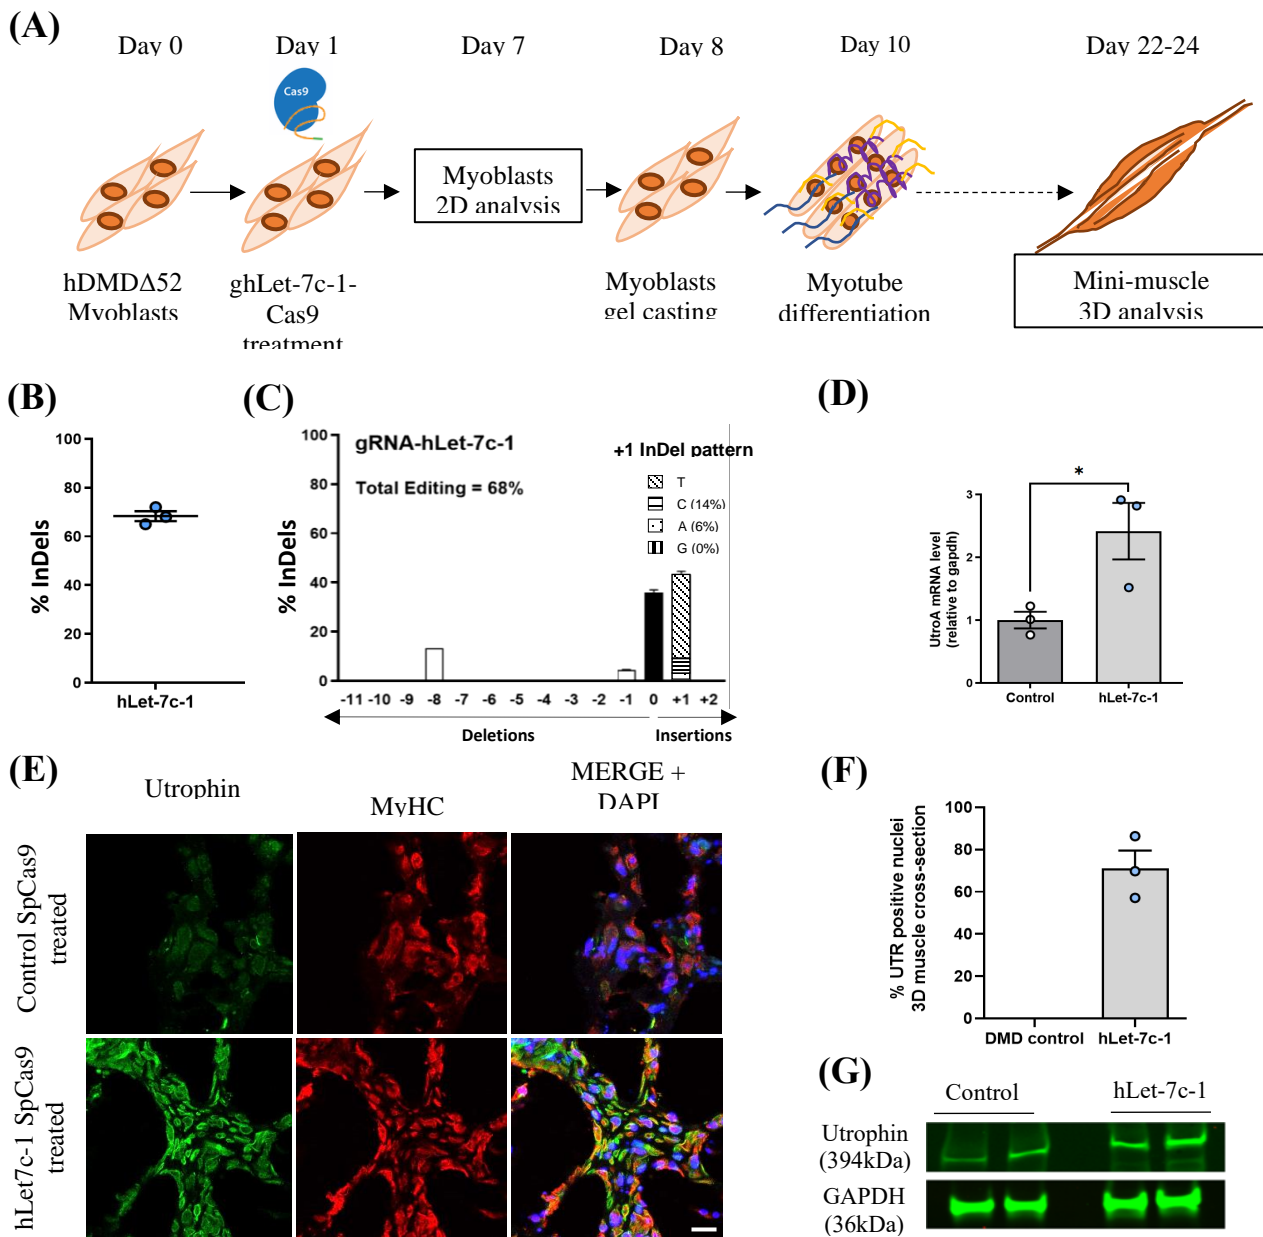 (A)
Day 0
Day 1
Day 7
Day 8
Day 10
Day 22-24
Cas9
Myoblasts
2D analysis
hDMDΔ52
Myoblasts
ghLet-7c-1-
Cas9
treatment
Myoblasts
gel casting
Myotube
differentiation
Mini-muscle
3D analysis
(B)
% InDels
100
80
60
40
20
0
hLet-7c-1
(C)
gRNA-hLet-7c-1
Total Editing = 68%
+1 InDel pattern
T
C (14%)
A (6%)
G (0%)
% InDels
100
80
60
40
20
0
-11 -10 -9 -8 -7 -6 -5 -4 -3 -2 -1 0 +1 +2
Deletions
Insertions
(D)
*
UtroA mRNA level
(relative to gapdh)
3
2
1
0
Control
hLet-7c-1
(E)
Utrophin
MyHC
MERGE +
DAPI
Control SpCas9
treated
hLet7c-1 SpCas9
treated
(F)
% UTR positive nuclei
3D muscle cross-section
100
80
60
40
20
0
DMD control
hLet-7c-1
(G)
Control
hLet-7c-1
Utrophin
(394kDa)
GAPDH
(36kDa)